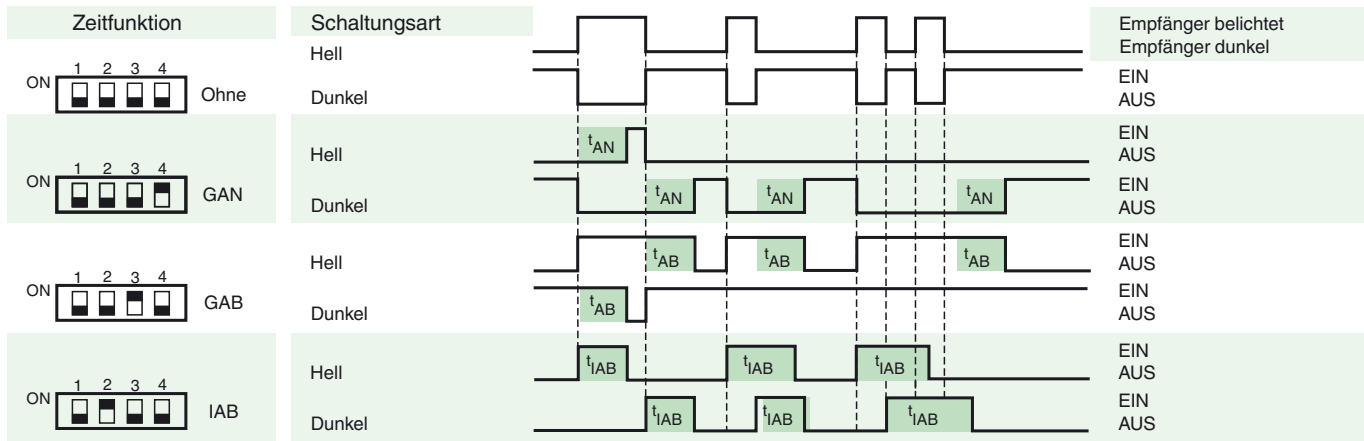 Zeitfunktion
Schaltungsart
Empfänger belichtet
Empfänger dunkel
Hell
ON 1 2 3 4 Ohne
Dunkel
EIN
AUS
Hell
tAN
EIN
AUS
ON 1 2 3 4 GAN
Dunkel
tAN tAN tAN
EIN
AUS
Hell
tAB tAB tAB
EIN
AUS
ON 1 2 3 4 GAB
Dunkel
tAB
EIN
AUS
Hell
tIAB tIAB tIAB
EIN
AUS
ON 1 2 3 4 IAB
Dunkel
tIAB tIAB tIAB
EIN
AUS